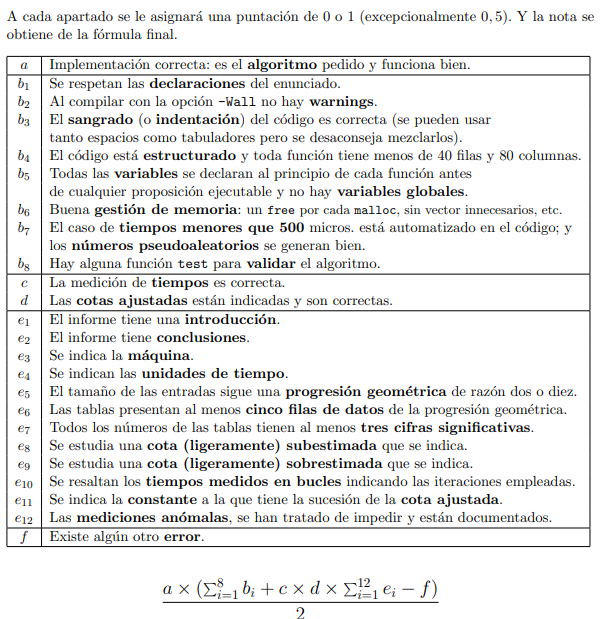 A cada apartado se le asignará una puntación de 0 o 1 (excepcionalmente 0, 5). Y la nota se
obtiene de la fórmula final.
a Implementación correcta: es el algoritmo pedido y funciona bien.
b1 Se respetan las declaraciones del enunciado.
b2 Al compilar con la opción -Wall no hay warnings.
b3 El sangrado (o indentación) del código es correcta (se pueden usar
tanto espacios como tabuladores pero se desaconseja mezclarlos).
b4 El código está estructurado y toda función tiene menos de 40 filas y 80 columnas.
b5 Todas las variables se declaran al principio de cada función antes
de cualquier proposición ejecutable y no hay variables globales.
b6 Buena gestión de memoria: un free por cada malloc, sin vector innecesarios, etc.
b7 El caso de tiempos menores que 500 micros. está automatizado en el código; y
los números pseudoaleatorios se generan bien.
b8 Hay alguna función test para validar el algoritmo.
c La medición de tiempos es correcta.
d Las cotas ajustadas están indicadas y son correctas.
e1 El informe tiene una introducción.
e2 El informe tiene conclusiones.
e3 Se indica la máquina.
e4 Se indican las unidades de tiempo.
e5 El tamaño de las entradas sigue una progresión geométrica de razón dos o diez.
e6 Las tablas presentan al menos cinco filas de datos de la progresión geométrica.
e7 Todos los números de las tablas tienen al menos tres cifras significativas.
e8 Se estudia una cota (ligeramente) subestimada que se indica.
e9 Se estudia una cota (ligeramente) sobrestimada que se indica.
e10 Se resaltan los tiempos medidos en bucles indicando las iteraciones empleadas.
e11 Se indica la constante a la que tiene la sucesión de la cota ajustada.
e12 Las mediciones anómalas, se han tratado de impedir y están documentados.
f Existe algún otro error.
a × (Σ_{i=1}^{8} b_i + c × d × Σ_{i=1}^{12} e_i − f)
2